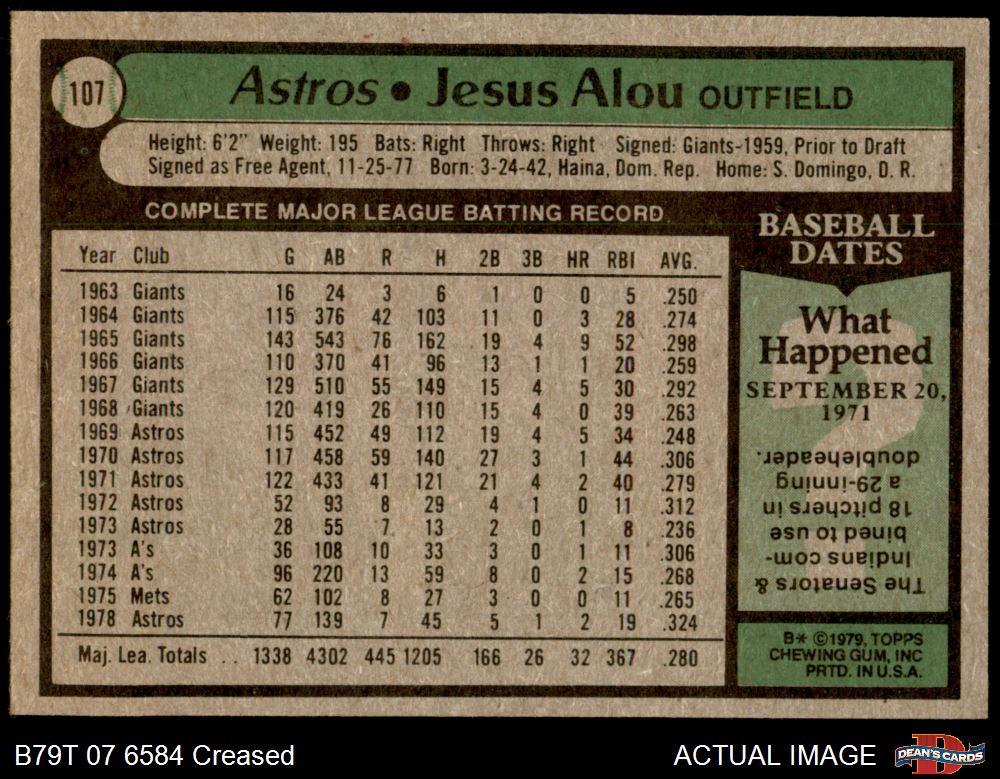 107
Astros • Jesus Alou OUTFIELD
Height: 6'2" Weight: 195 Bats: Right Throws: Right Signed: Giants-1959, Prior to Draft
Signed as Free Agent, 11-25-77 Born: 3-24-42, Haina, Dom. Rep. Home: S. Domingo, D. R.
COMPLETE MAJOR LEAGUE BATTING RECORD
Year Club G AB R H 2B 3B HR RBI AVG.
1963 Giants 16 24 3 6 1 0 0 5 .250
1964 Giants 115 376 42 103 11 0 3 28 .274
1965 Giants 143 543 76 162 19 4 9 52 .298
1966 Giants 110 370 41 96 13 1 1 20 .259
1967 Giants 129 510 55 149 15 4 5 30 .292
1968 Giants 120 419 26 110 15 4 0 39 .263
1969 Astros 115 452 49 112 19 4 5 34 .248
1970 Astros 117 458 59 140 27 3 1 44 .306
1971 Astros 122 433 41 121 21 4 2 40 .279
1972 Astros 52 93 8 29 4 1 0 11 .312
1973 Astros 28 55 7 13 2 0 1 8 .236
1973 A's 36 108 10 33 3 0 1 11 .306
1974 A's 96 220 13 59 8 0 2 15 .268
1975 Mets 62 102 8 27 3 0 0 11 .265
1978 Astros 77 139 7 45 5 1 2 19 .324
Maj. Lea. Totals . . 1338 4302 445 1205 166 26 32 367 .280
BASEBALL
DATES
What
Happened
SEPTEMBER 20,
1971
The Senators &
Indians com-
bined to use
18 pitchers in
a 29-inning
doubleheader.
B* ©1979, TOPPS
CHEWING GUM, INC
PRTD. IN U.S.A.
B79T 07 6584 Creased
ACTUAL IMAGE
D
DEAN'S CARDS